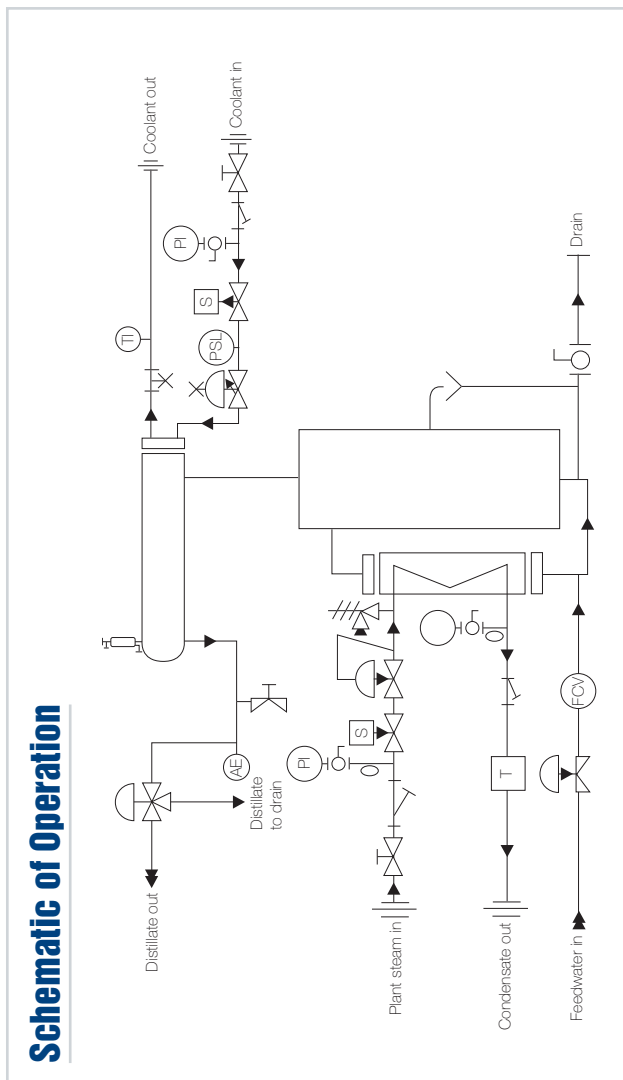 Schematic of Operation
Coolant out
Coolant in
TI
PI
S
PSL
Drain
AE
Distillate out
Distillate
to drain
PI
S
Plant steam in
T
Condensate out
FCV
Feedwater in